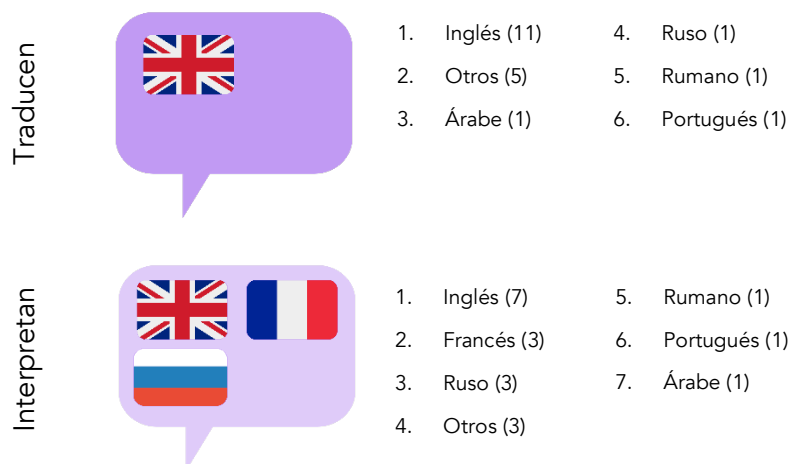 Traducen
1. Inglés (11)
2. Otros (5)
3. Árabe (1)
4. Ruso (1)
5. Rumano (1)
6. Portugués (1)
Interpretan
1. Inglés (7)
2. Francés (3)
3. Ruso (3)
4. Otros (3)
5. Rumano (1)
6. Portugués (1)
7. Árabe (1)